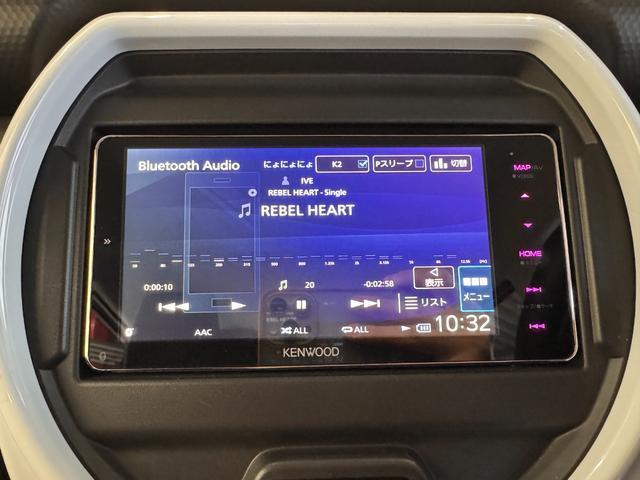 Bluetooth Audio にょにょにょ K2 Pスリープ 切替
MAP/AV
IVE
REBEL HEART - Single
REBEL HEART
HOME
0:00:10 20 -0:02:58 表示
メニュー
リスト
AAC ALL ALL 10:32
KENWOOD